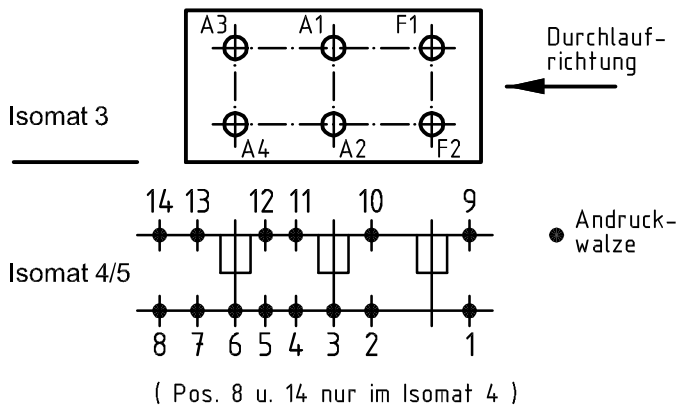 A3 A1 F1
Durchlauf-
richtung
Isomat 3
A4 A2 F2
14 13 12 11 10 9
Andruck-
walze
Isomat 4/5
8 7 6 5 4 3 2 1
( Pos. 8 u. 14 nur im Isomat 4 )